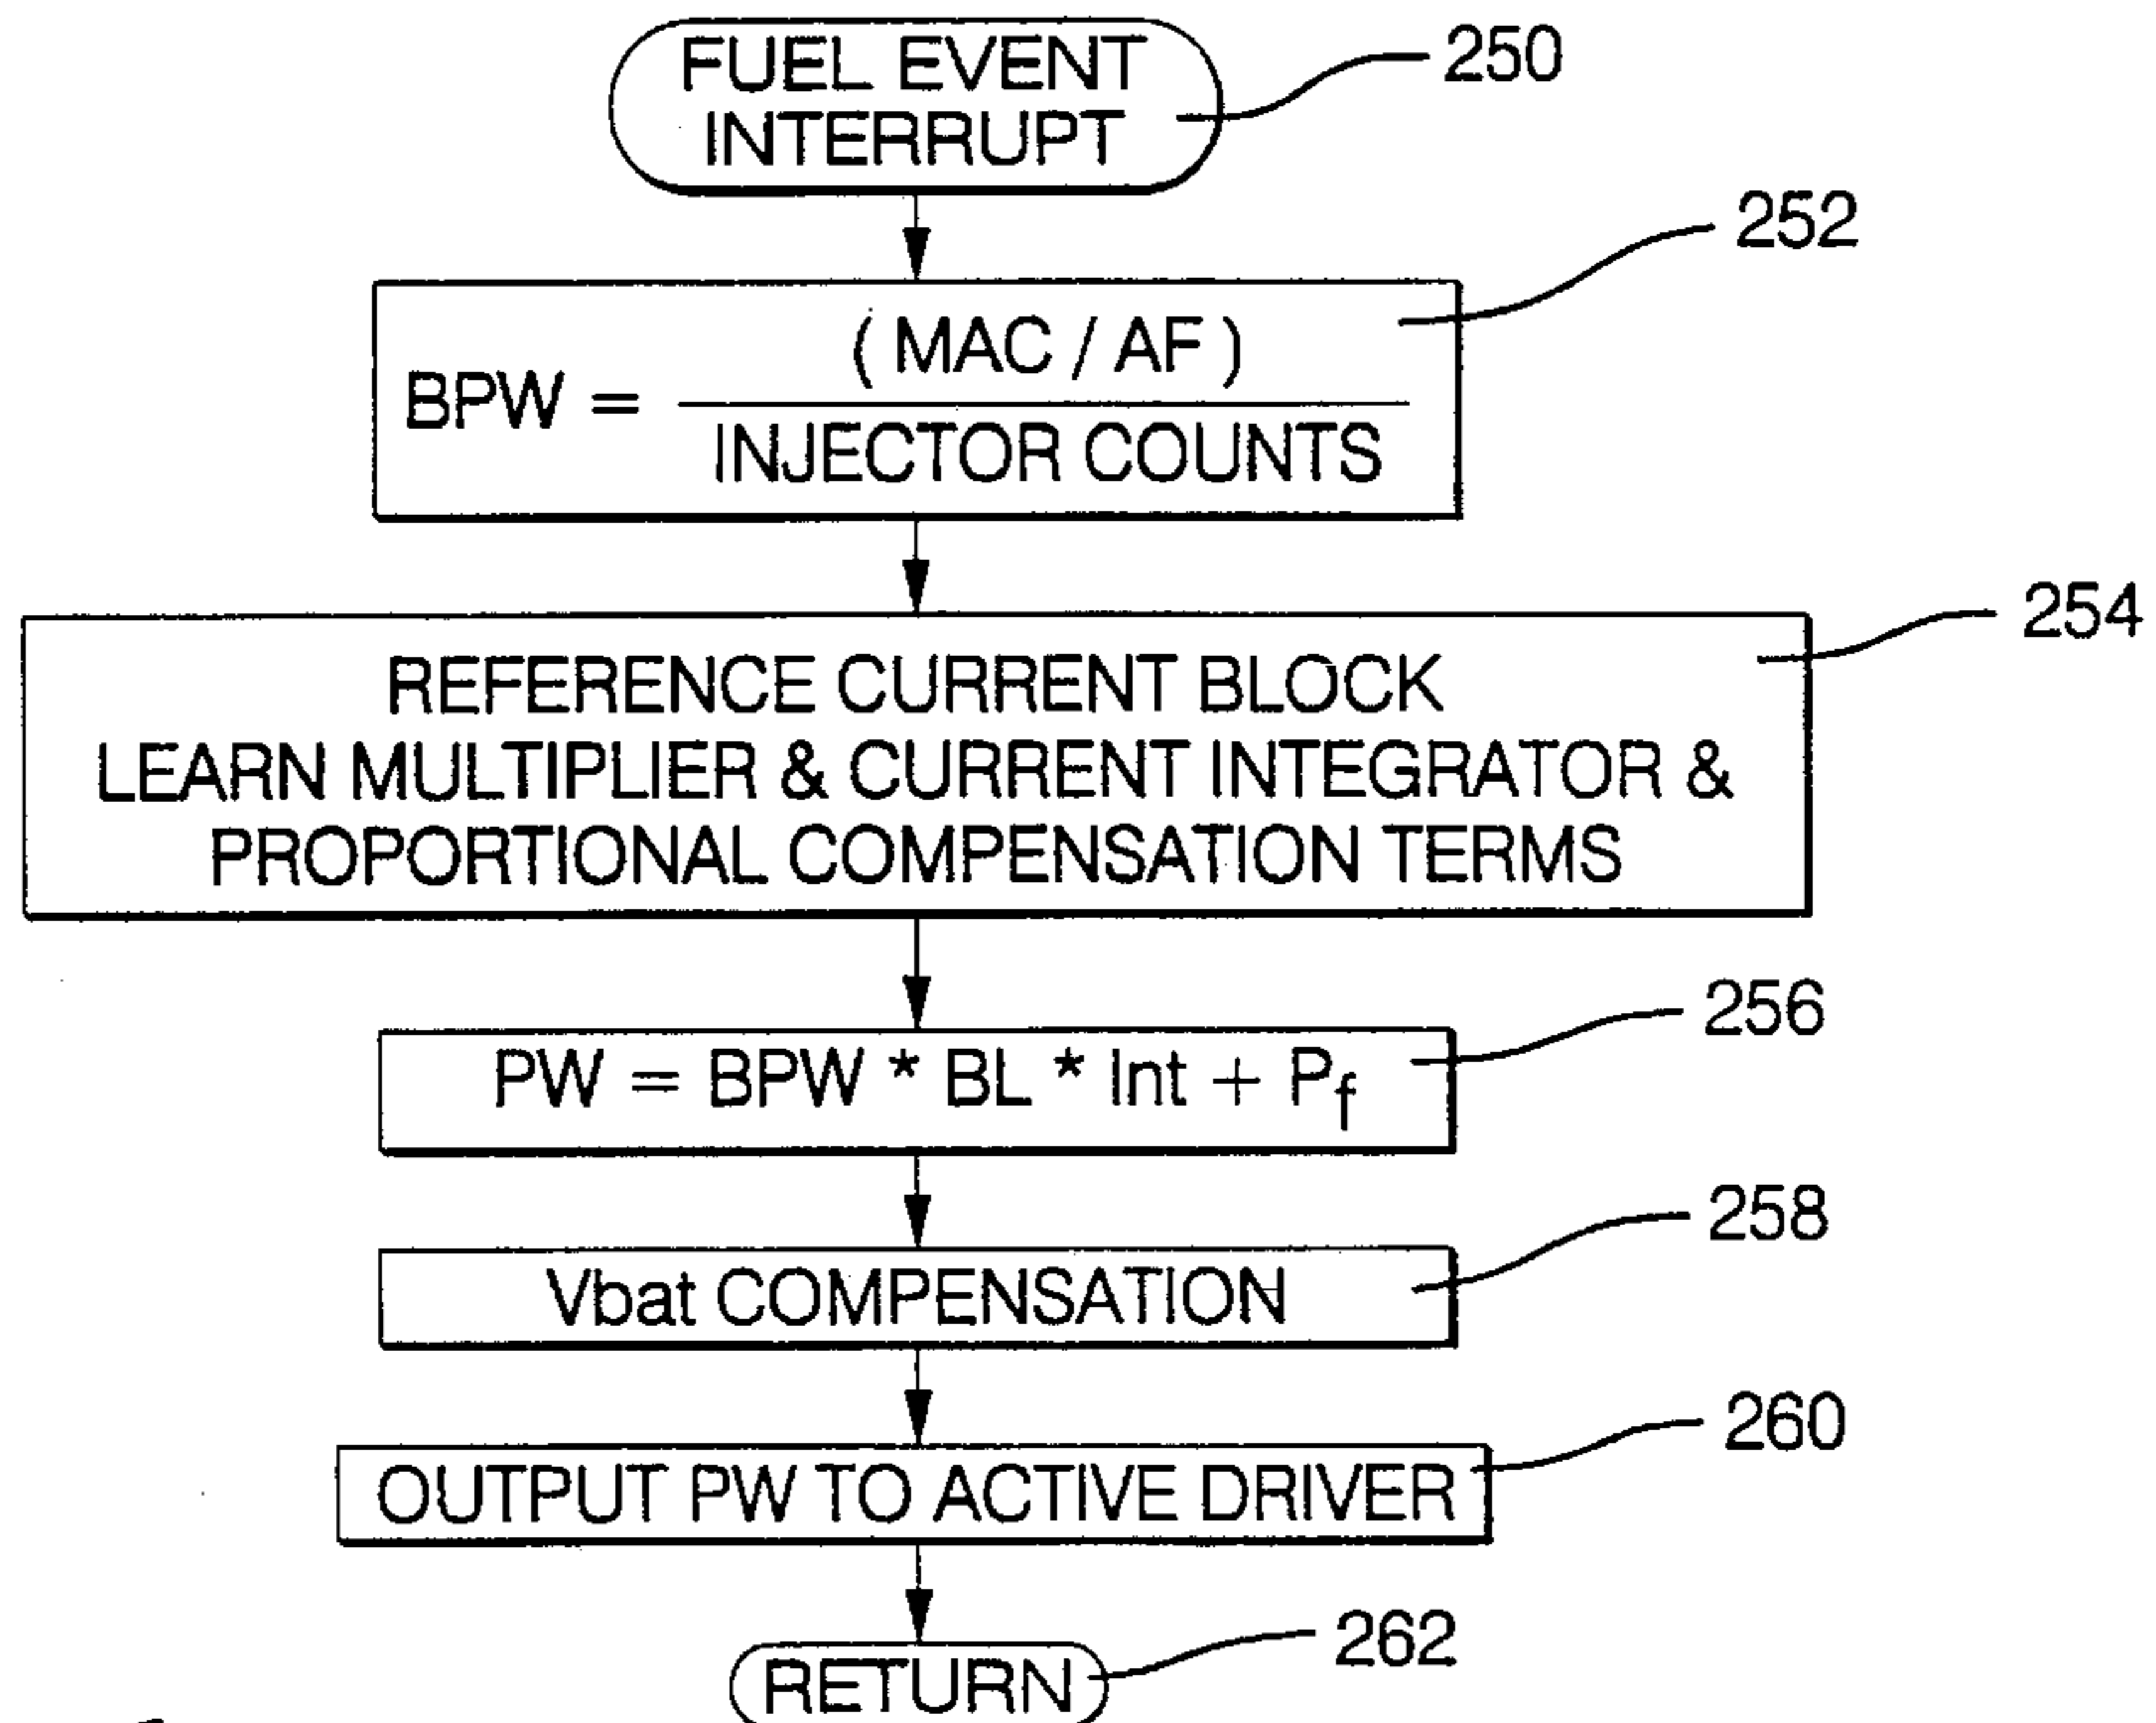 FUEL EVENT
INTERRUPT
250
252
BPW = (MAC / AF)
INJECTOR COUNTS
254
REFERENCE CURRENT BLOCK
LEARN MULTIPLIER & CURRENT INTEGRATOR &
PROPORTIONAL COMPENSATION TERMS
256
PW = BPW * BL * Int + Pf
258
Vbat COMPENSATION
260
OUTPUT PW TO ACTIVE DRIVER
262
RETURN